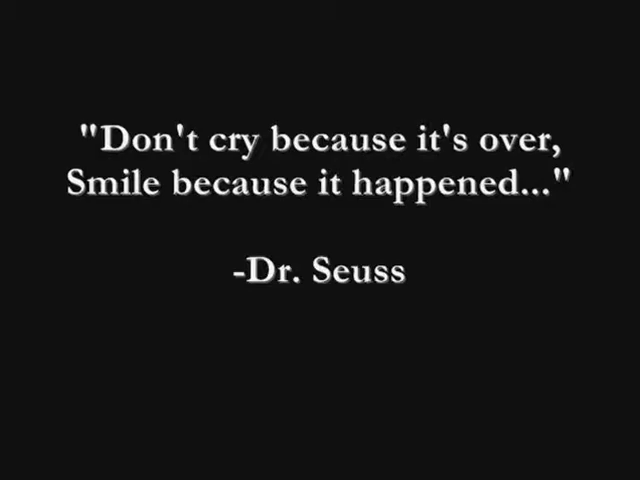 "Don't cry because it's over,
Smile because it happened..."
-Dr. Seuss